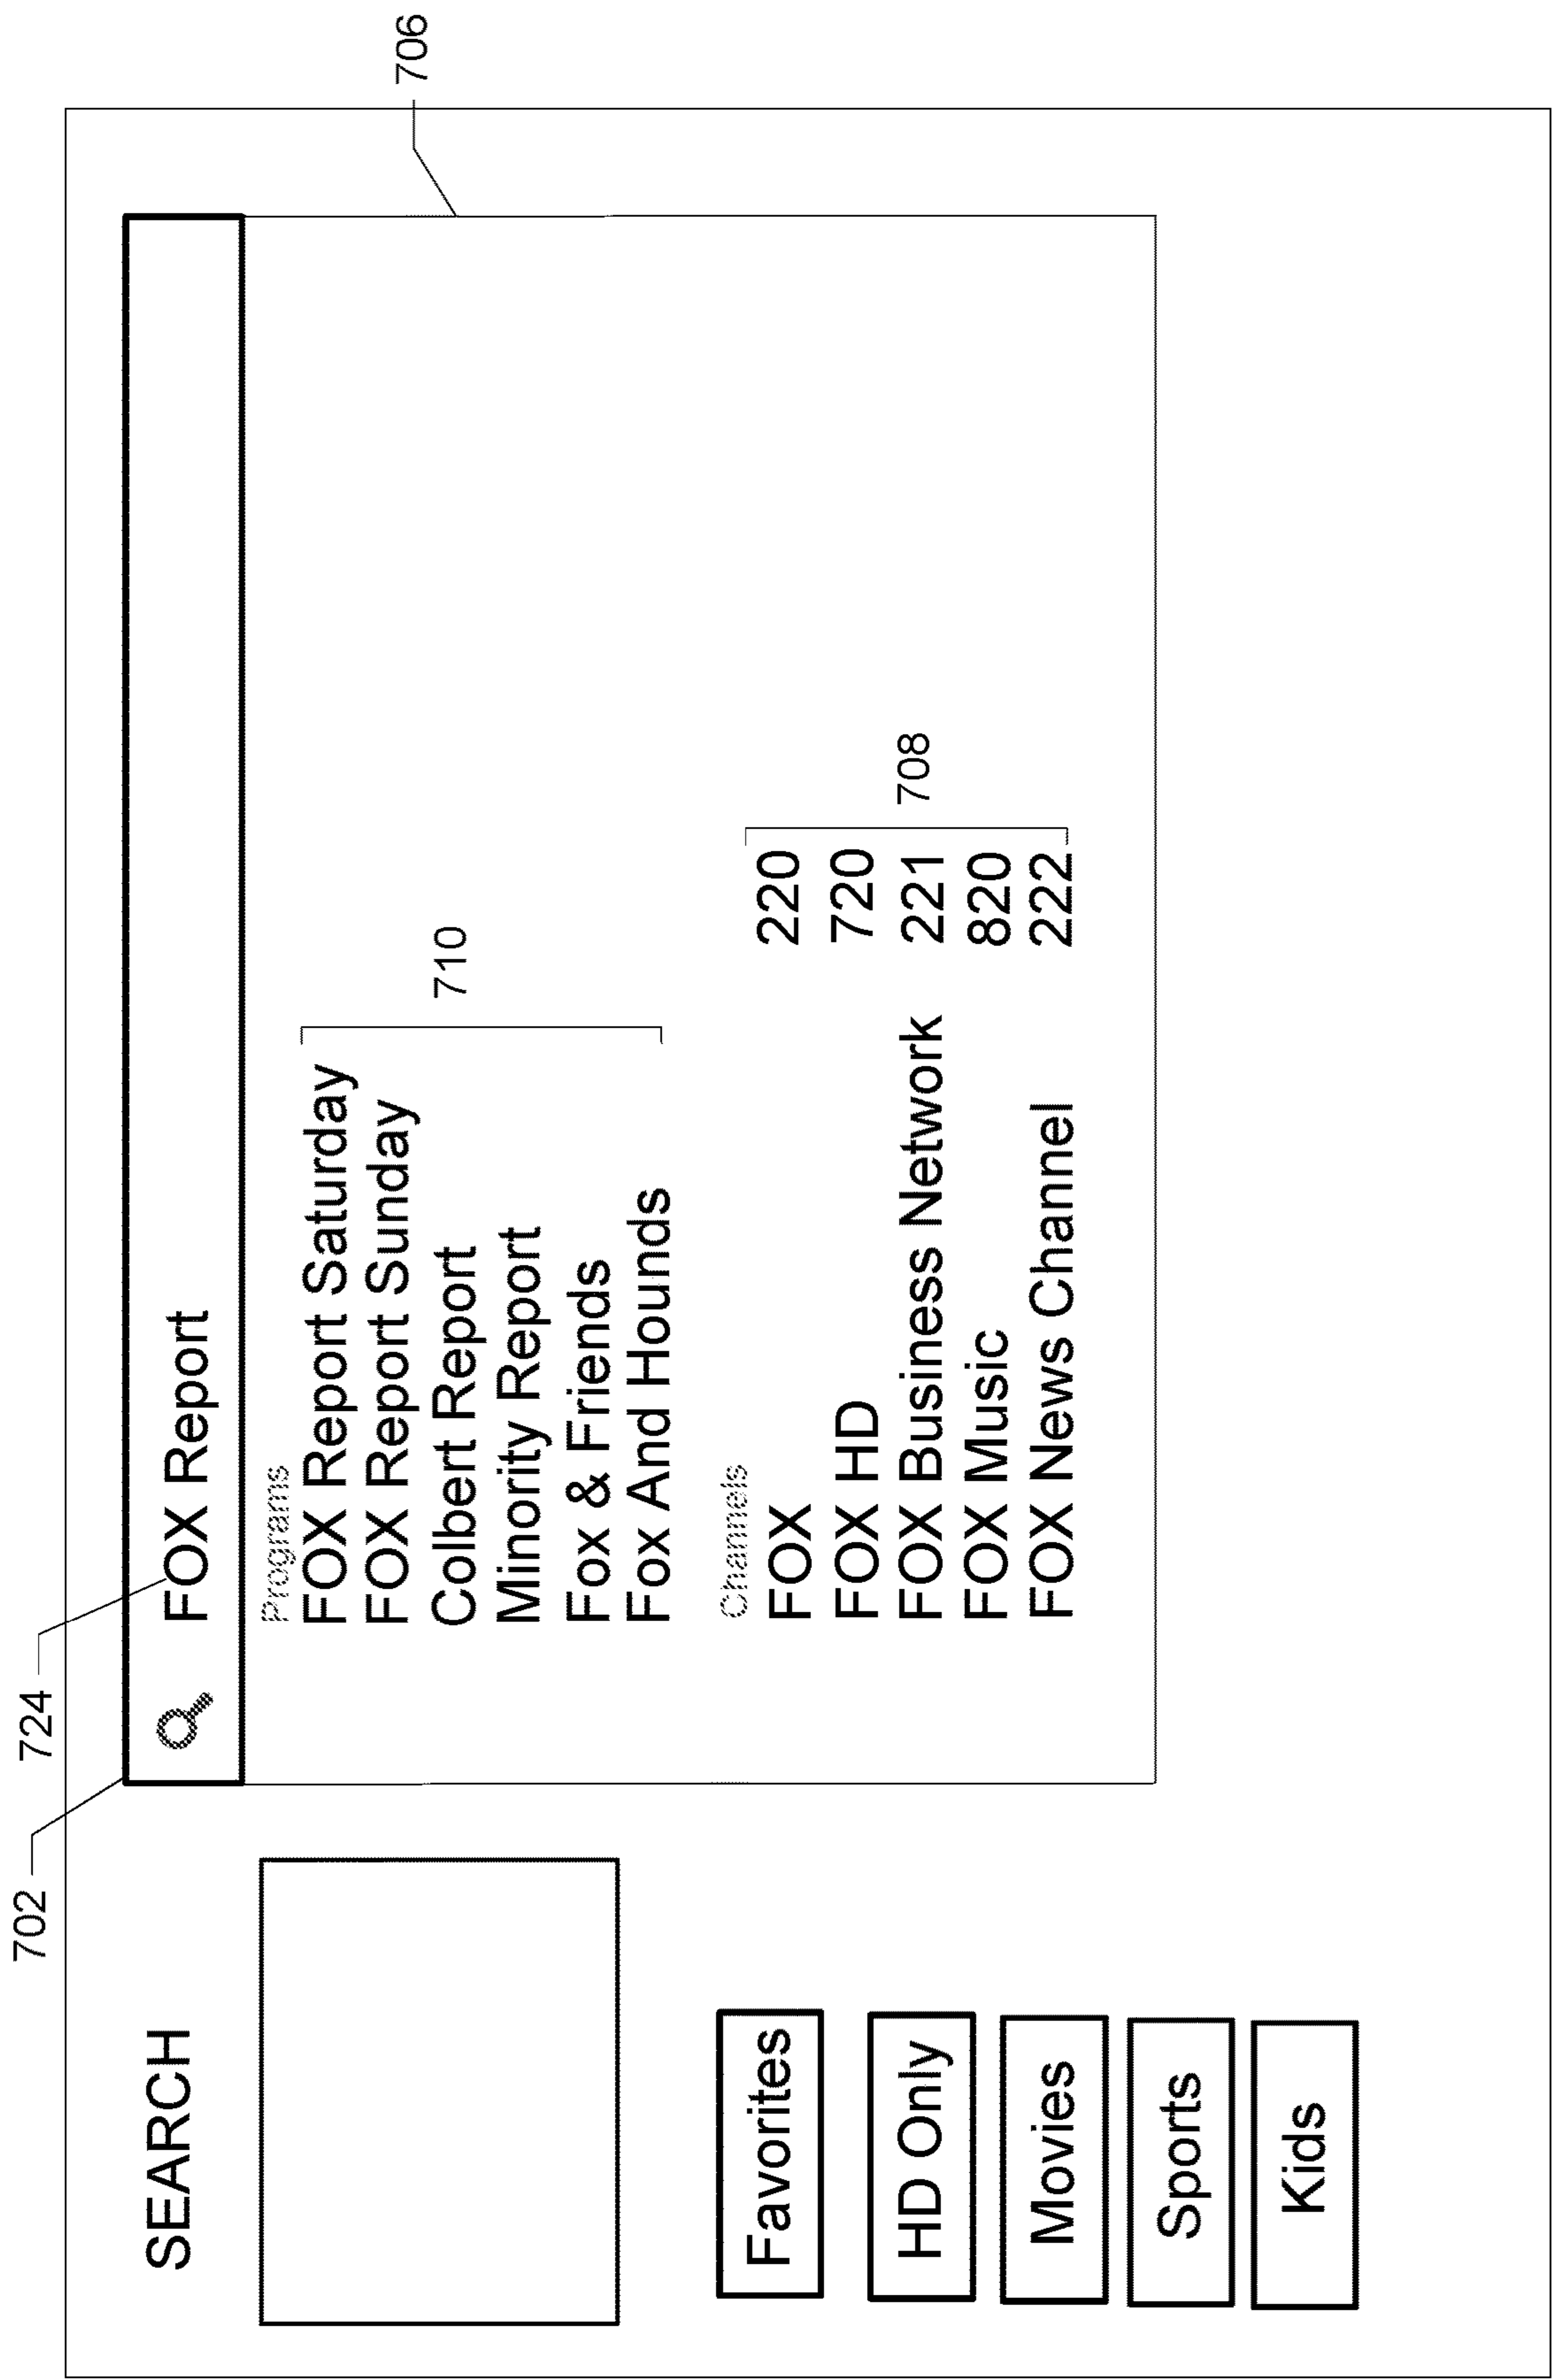 702
724
706
SEARCH
FOX Report
Programs
FOX Report Saturday
FOX Report Sunday
Colbert Report
Minority Report
Fox & Friends
Fox And Hounds
710
Channels
FOX 220
FOX HD 720
FOX Business Network 221
FOX Music 820
FOX News Channel 222
708
Favorites
HD Only
Movies
Sports
Kids